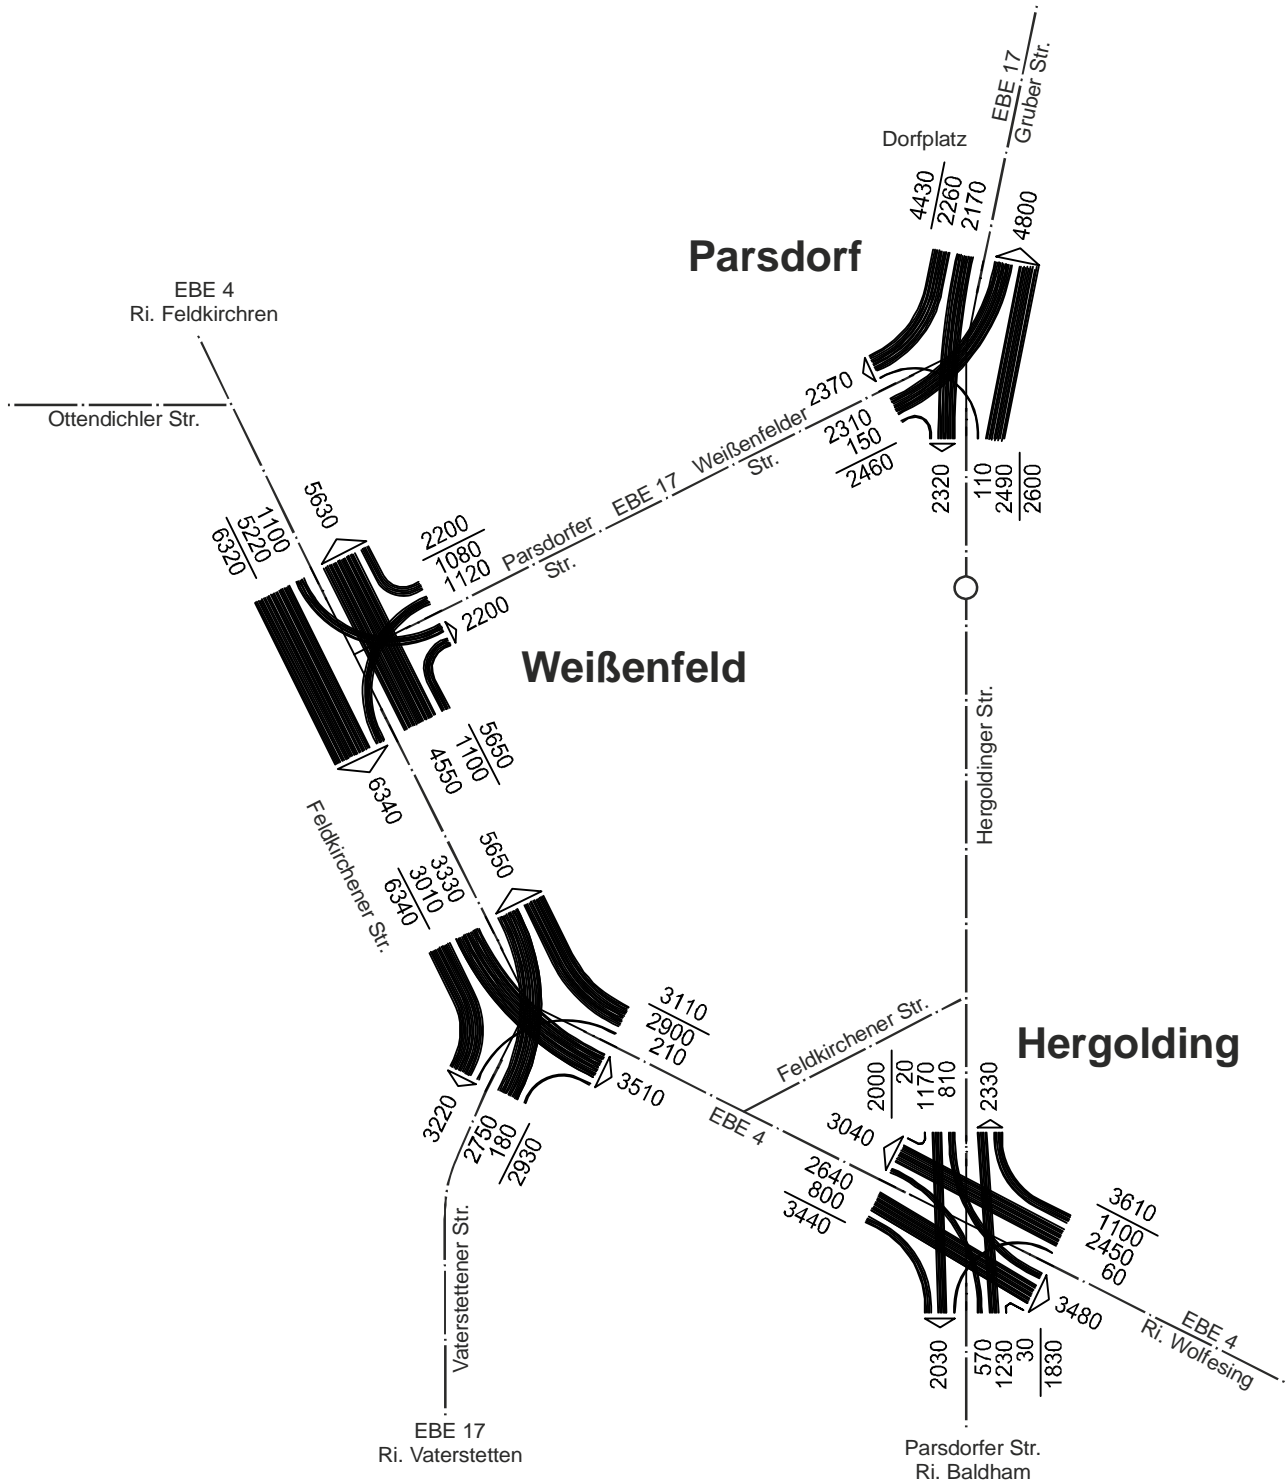 EBE 17
Gruber Str.
Dorfplatz
4430
2260
2170
4800
Parsdorf
EBE 4
Ri. Feldkirchren
Ottendichler Str.
2370
2310
150
2460
2320
110
2490
2600
Weißenfelder
Str.
EBE 17
Parsdorfer
Str.
5630
1100
5220
6320
2200
1080
1120
2200
Weißenfeld
5650
1100
4550
6340
Hergoldinger Str.
Feldkirchener Str.
3330
3010
6340
5650
3110
2900
210
3510
3220
2750
180
2930
Feldkirchener Str.
EBE 4
Hergolding
2000
20
1170
810
2330
3040
2640
800
3440
3610
1100
2450
60
3480
2030
570
1230
30
1830
EBE 4
Ri. Wolfesing
Vaterstettener Str.
EBE 17
Ri. Vaterstetten
Parsdorfer Str.
Ri. Baldham